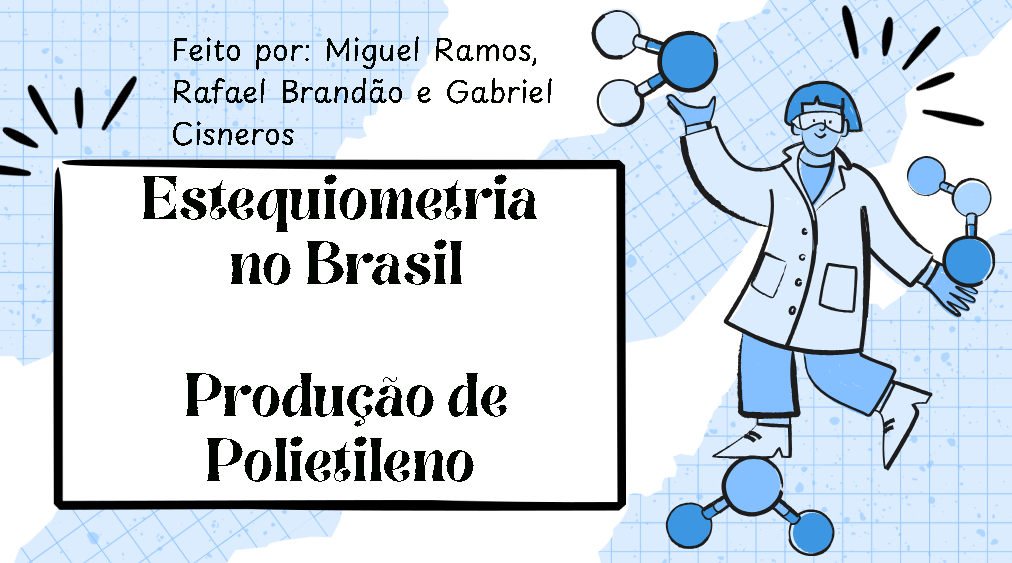 Feito por: Miguel Ramos,
Rafael Brandão e Gabriel
Cisneros
Estequiometria
no Brasil
Produção de
Polietileno